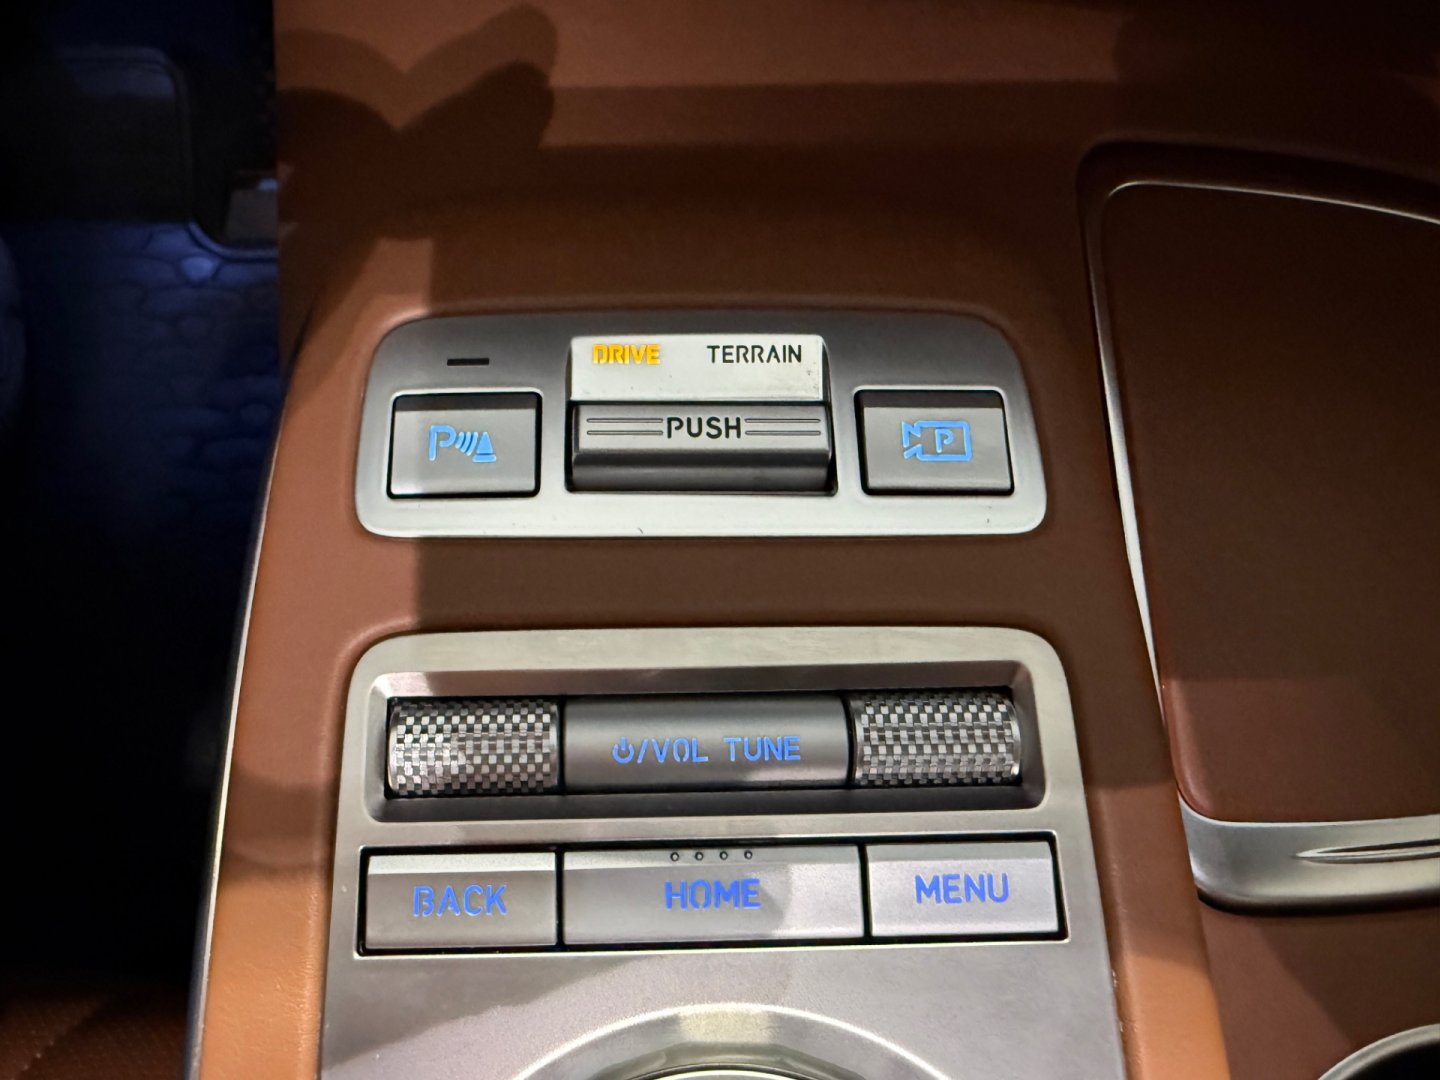 DRIVE TERRAIN
P PUSH P
/VOL TUNE
BACK HOME MENU